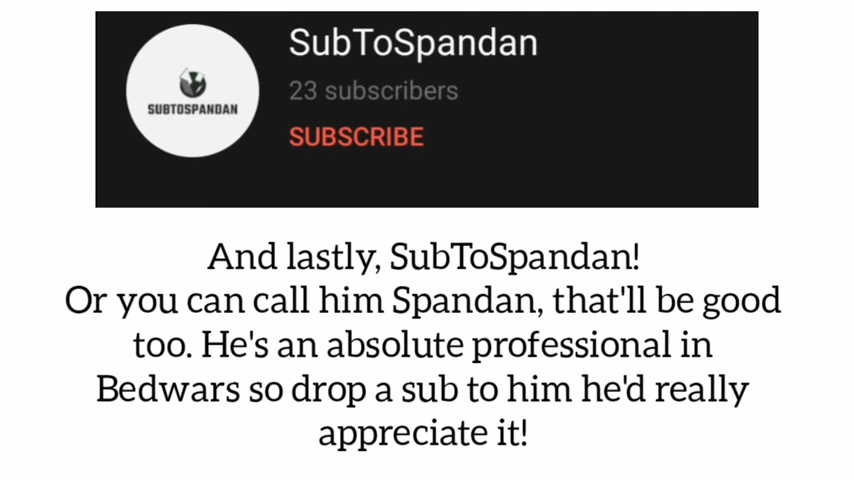 SubToSpandan
23 subscribers
SUBTOSPANDAN
SUBSCRIBE
And lastly, SubToSpandan!
Or you can call him Spandan, that'll be good
too. He's an absolute professional in
Bedwars so drop a sub to him he'd really
appreciate it!